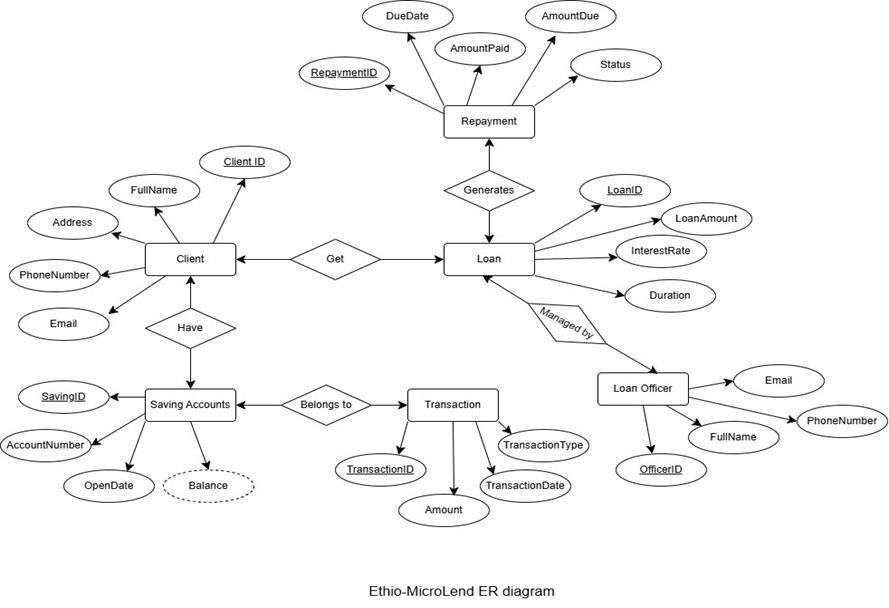 DueDate
AmountDue
AmountPaid
RepaymentID
Status
Repayment
Client ID
FullName
Generates
LoanID
Address
LoanAmount
Client
Get
Loan
InterestRate
PhoneNumber
Email
Duration
Have
Managed by
SavingID
Saving Accounts
Belongs to
Transaction
Loan Officer
Email
PhoneNumber
AccountNumber
TransactionType
FullName
OpenDate
Balance
TransactionID
TransactionDate
OfficerID
Amount
Ethio-MicroLend ER diagram